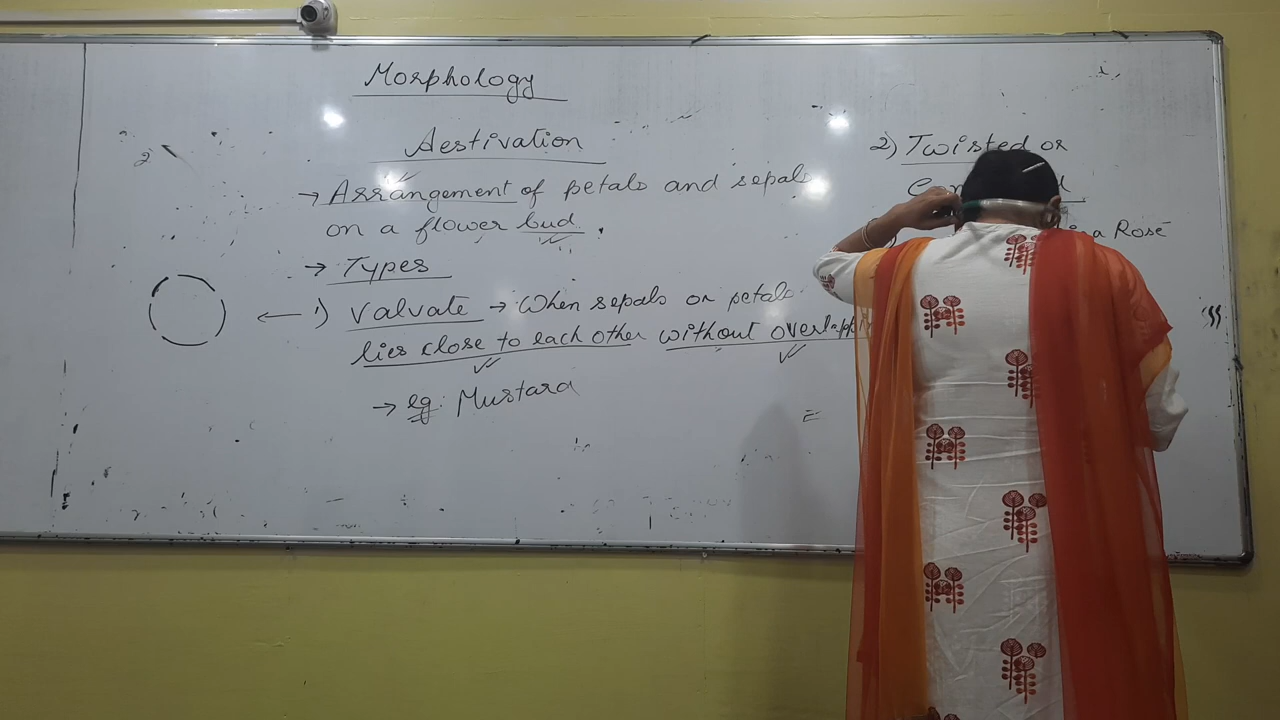 Morphology
Aestivation
→ Arrangement of petals and sepals
on a flower bud.
→ Types
1) Valvate → When sepals or petals
lies close to each other without overlapp
→ eg: Mustard
2) Twisted or
Rose